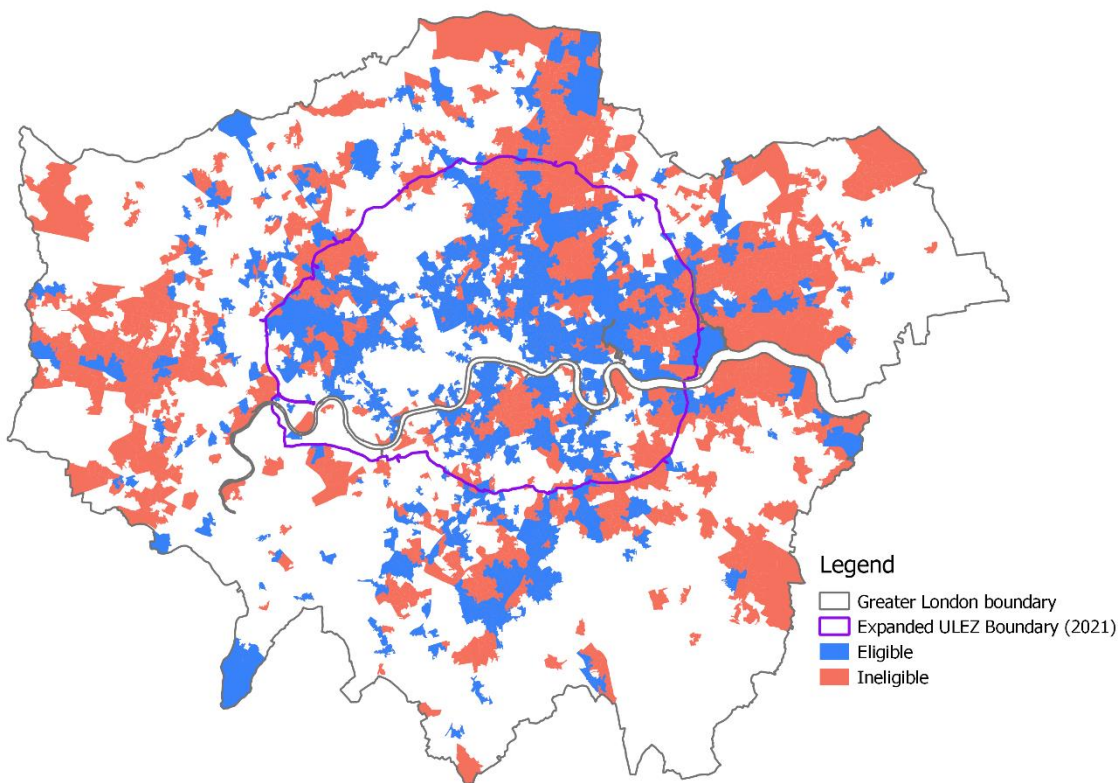 Legend
Greater London boundary
Expanded ULEZ Boundary (2021)
Eligible
Ineligible